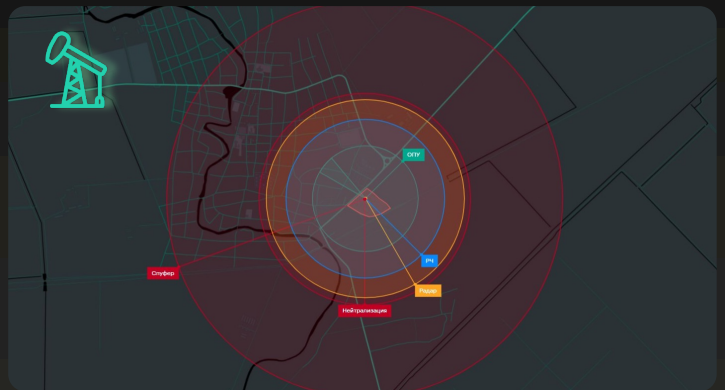 ОПУ
РЧ
Спуфер
Радар
Нейтрализация